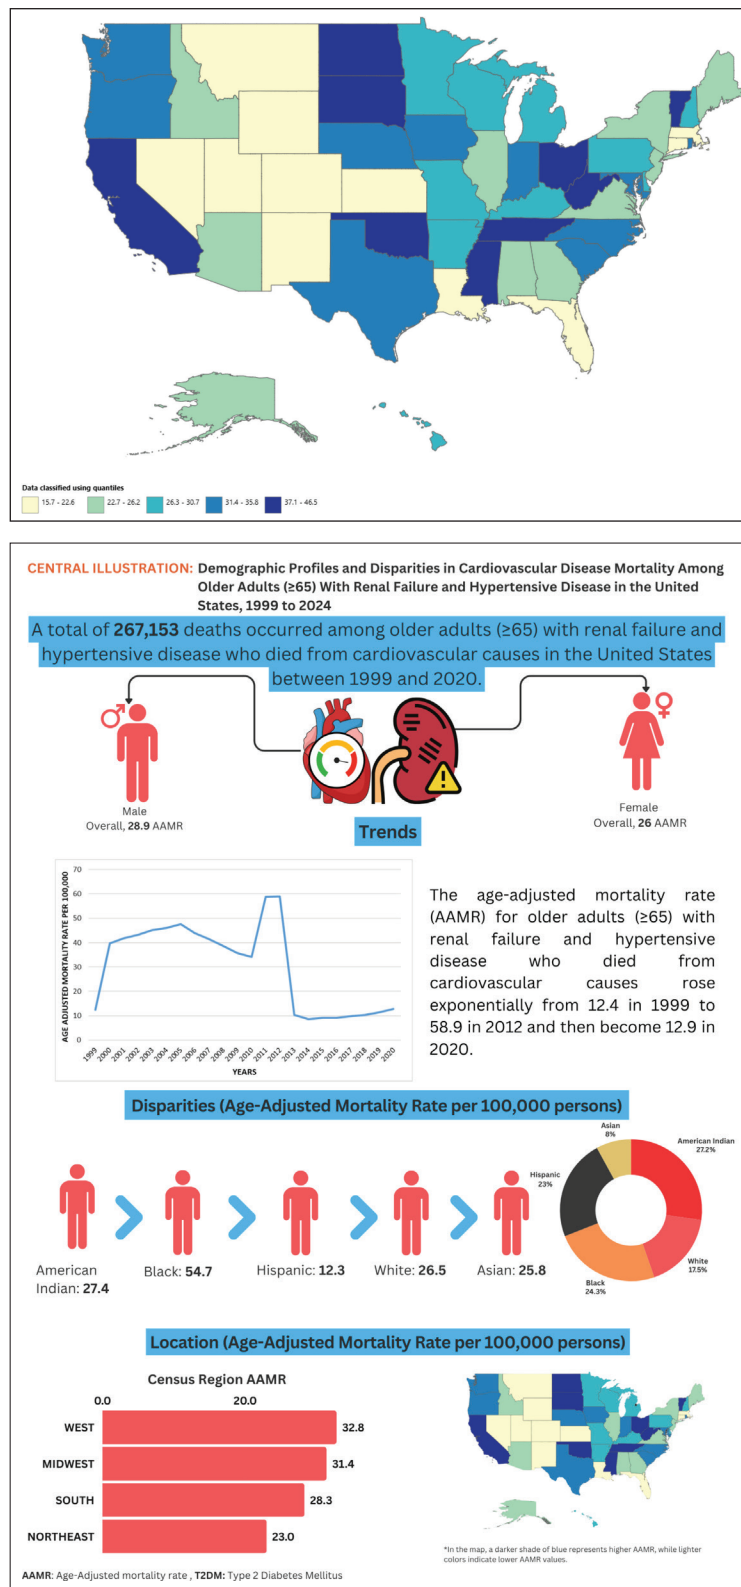 Data classified using quantiles
15.7 - 22.6
22.7 - 26.2
26.3 - 30.7
31.4 - 35.8
37.1 - 46.5
CENTRAL ILLUSTRATION: Demographic Profiles and Disparities in Cardiovascular Disease Mortality Among
Older Adults (≥65) With Renal Failure and Hypertensive Disease in the United
States, 1999 to 2024
A total of 267,153 deaths occurred among older adults (≥65) with renal failure and
hypertensive disease who died from cardiovascular causes in the United States
between 1999 and 2020.
Male
Overall, 28.9 AAMR
Female
Overall, 26 AAMR
Trends
AGE ADJUSTED MORTALITY RATE PER 100,000
70
60
50
40
30
20
10
0
1999 2000 2001 2002 2003 2004 2005 2006 2007 2008 2009 2010 2011 2012 2013 2014 2015 2016 2017 2018 2019 2020
YEARS
The age-adjusted mortality rate
(AAMR) for older adults (≥65) with
renal failure and hypertensive
disease who died from
cardiovascular causes rose
exponentially from 12.4 in 1999 to
58.9 in 2012 and then become 12.9 in
2020.
Disparities (Age-Adjusted Mortality Rate per 100,000 persons)
American
Indian: 27.4
Black: 54.7
Hispanic: 12.3
White: 26.5
Asian: 25.8
Asian
8%
American Indian
27.2%
Hispanic
23%
White
17.5%
Black
24.3%
Location (Age-Adjusted Mortality Rate per 100,000 persons)
Census Region AAMR
0.0 20.0
WEST 32.8
MIDWEST 31.4
SOUTH 28.3
NORTHEAST 23.0
*In the map, a darker shade of blue represents higher AAMR, while lighter
colors indicate lower AAMR values.
AAMR: Age-Adjusted mortality rate , T2DM: Type 2 Diabetes Mellitus